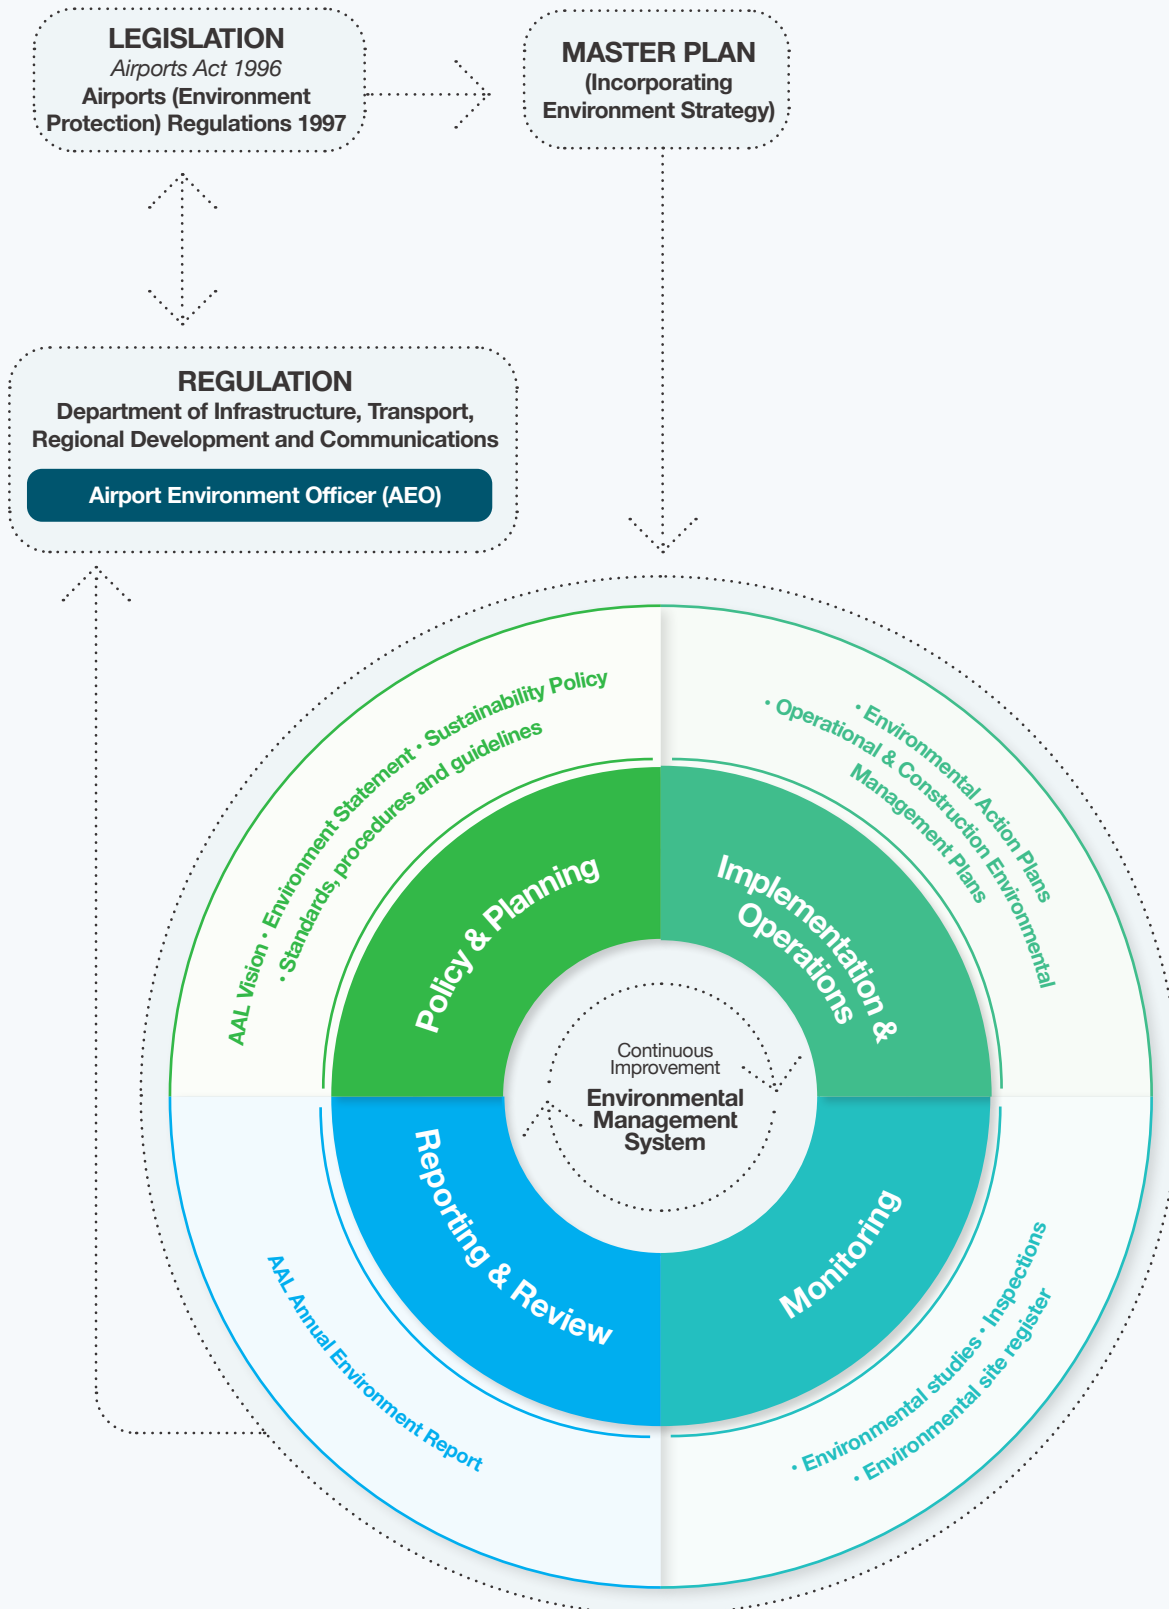 LEGISLATION
Airports Act 1996
Airports (Environment
Protection) Regulations 1997
MASTER PLAN
(Incorporating
Environment Strategy)
REGULATION
Department of Infrastructure, Transport,
Regional Development and Communications
Airport Environment Officer (AEO)
AAL Vision • Environment Statement • Sustainability Policy
• Standards, procedures and guidelines
Policy & Planning
• Environmental Action Plans
• Operational & Construction Environmental
Management Plans
Implementation &
Operations
Continuous
Improvement
Environmental
Management
System
Reporting & Review
AAL Annual Environment Report
Monitoring
• Environmental studies • Inspections
• Environmental site register